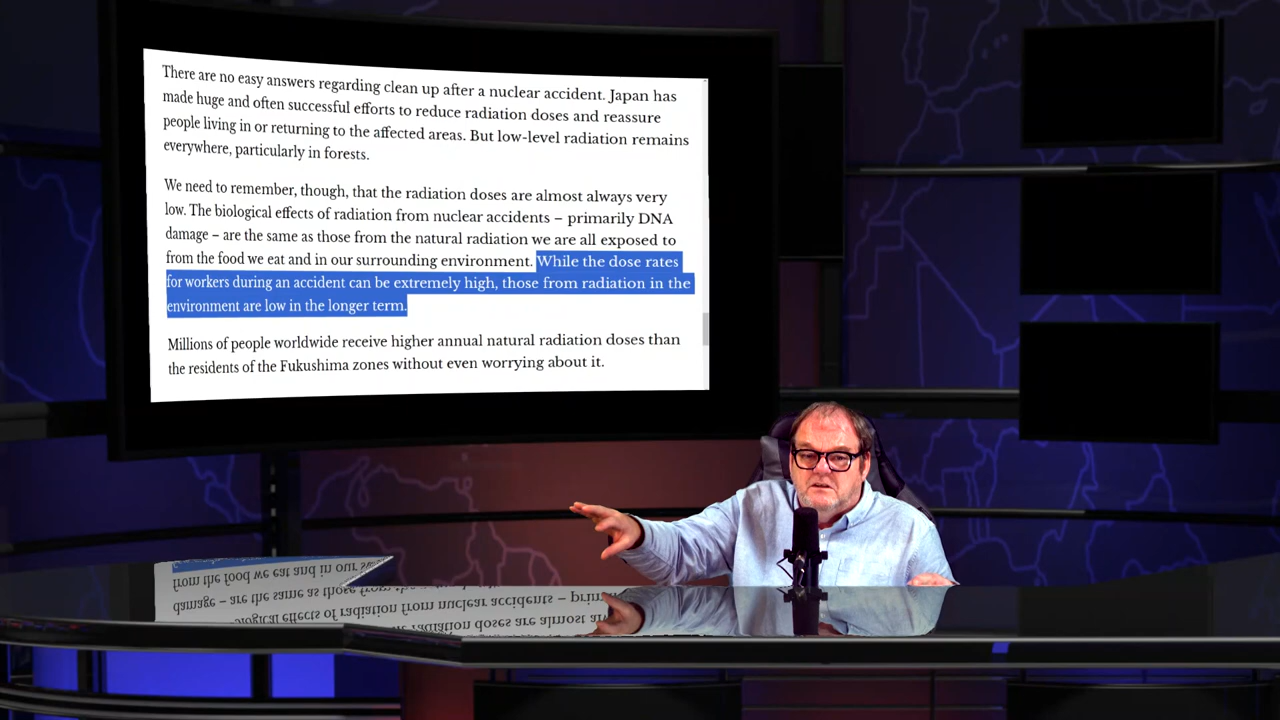 There are no easy answers regarding clean up after a nuclear accident. Japan has
made huge and often successful efforts to reduce radiation doses and reassure
people living in or returning to the affected areas. But low-level radiation remains
everywhere, particularly in forests.
We need to remember, though, that the radiation doses are almost always very
low. The biological effects of radiation from nuclear accidents – primarily DNA
damage – are the same as those from the natural radiation we are all exposed to
from the food we eat and in our surrounding environment. While the dose rates
for workers during an accident can be extremely high, those from radiation in the
environment are low in the longer term.
Millions of people worldwide receive higher annual natural radiation doses than
the residents of the Fukushima zones without even worrying about it.